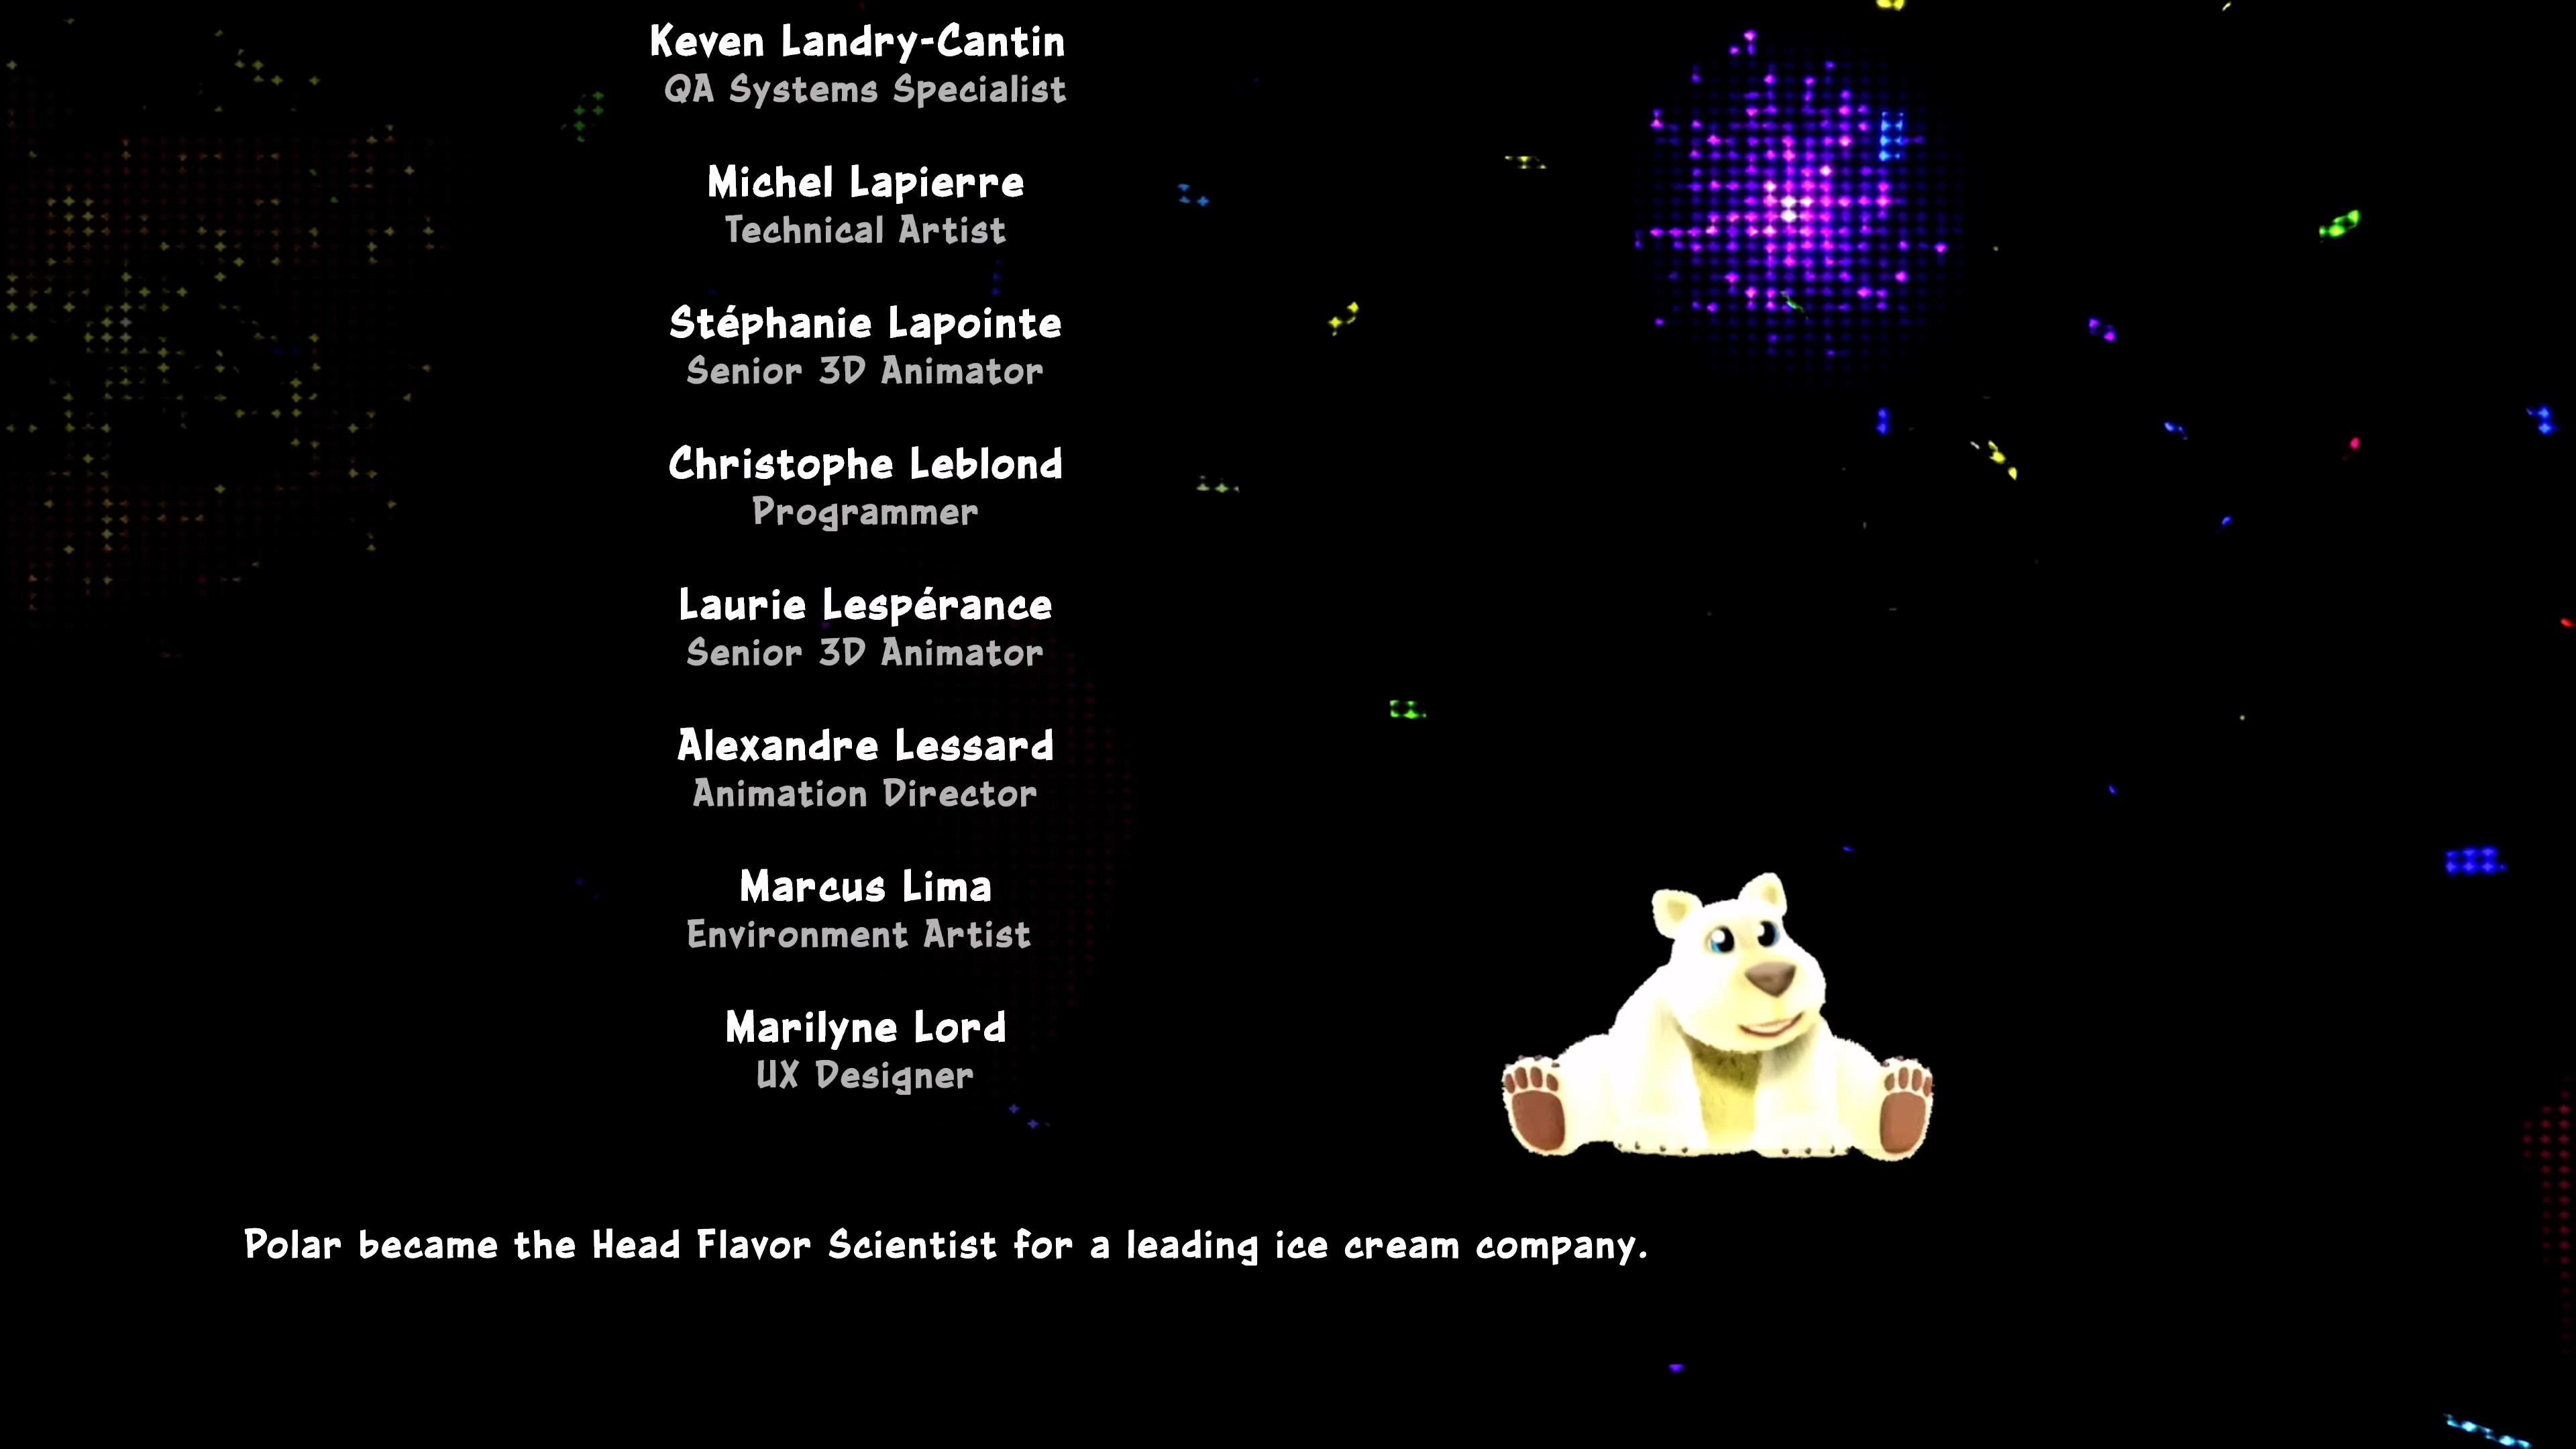 Keven Landry-Cantin
QA Systems Specialist
Michel Lapierre
Technical Artist
Stéphanie Lapointe
Senior 3D Animator
Christophe Leblond
Programmer
Laurie Lespérance
Senior 3D Animator
Alexandre Lessard
Animation Director
Marcus Lima
Environment Artist
Marilyne Lord
UX Designer
Polar became the Head Flavor Scientist for a leading ice cream company.